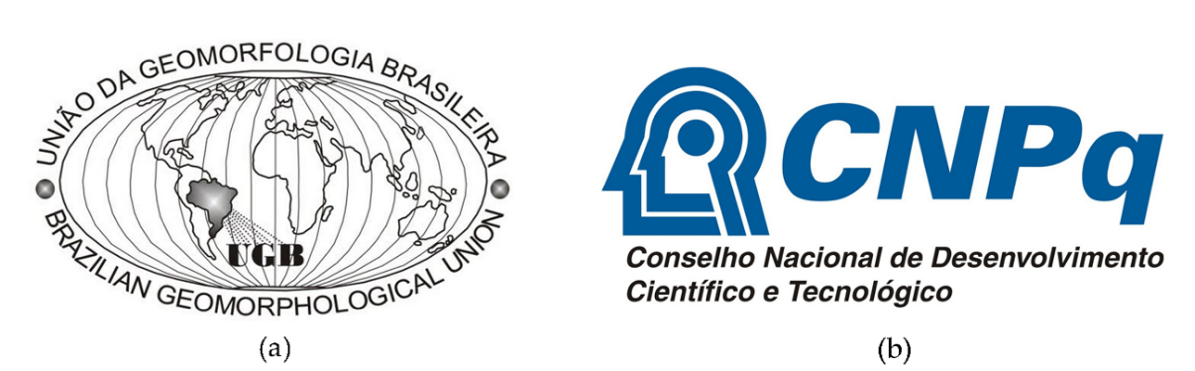 UNIÃO DA GEOMORFOLOGIA BRASILEIRA
UGB
BRAZILIAN GEOMORPHOLOGICAL UNION
(a)
CNPq
Conselho Nacional de Desenvolvimento
Científico e Tecnológico
(b)